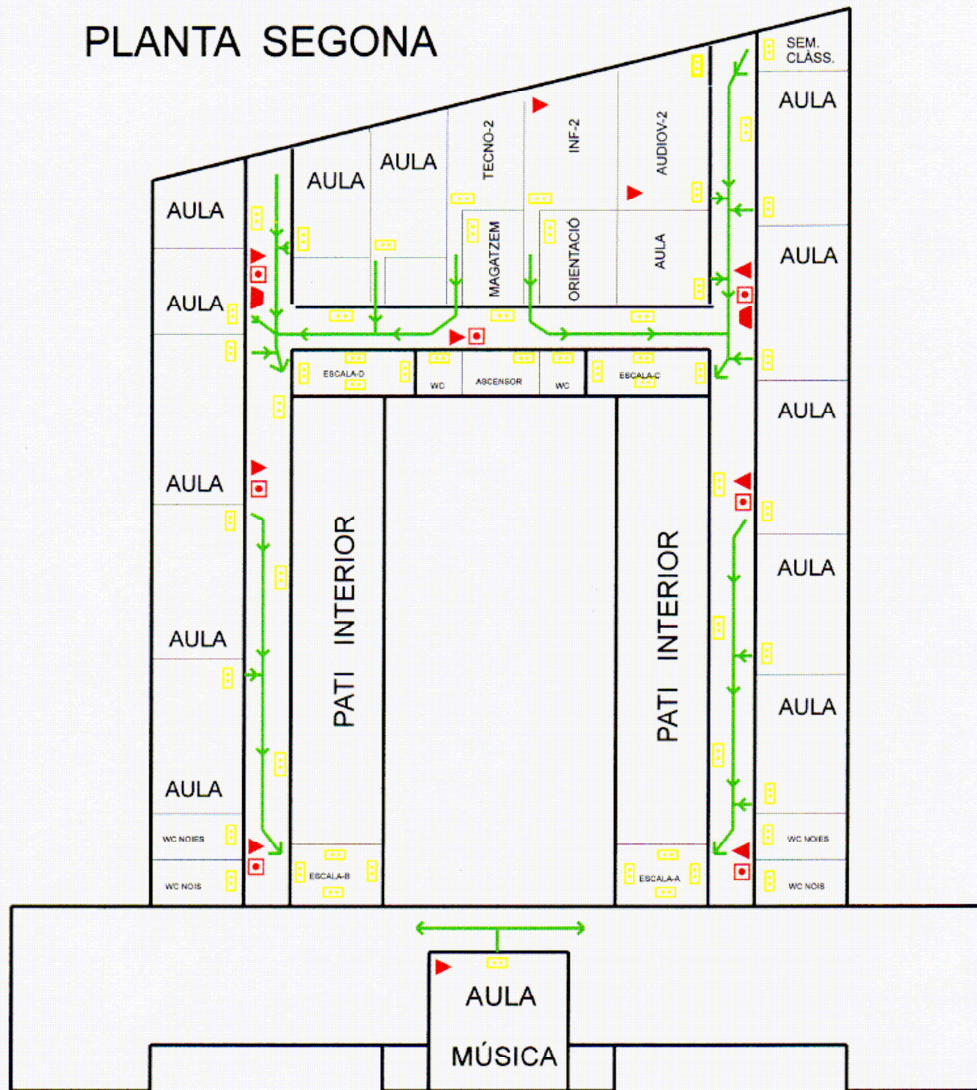 PLANTA SEGONA
SEM.
CLÀSS.
AULA
AULA
AULA
TECNO-2
INF-2
AUDIOV-2
AULA
MAGATZEM
ORIENTACIÓ
AULA
AULA
AULA
ESCALA-D
WC
ASCENSOR
WC
ESCALA-C
AULA
AULA
PATI INTERIOR
PATI INTERIOR
AULA
AULA
AULA
AULA
WC NOIES
WC NOIES
ESCALA-B
ESCALA-A
WC NOIS
WC NOIS
AULA
MÚSICA